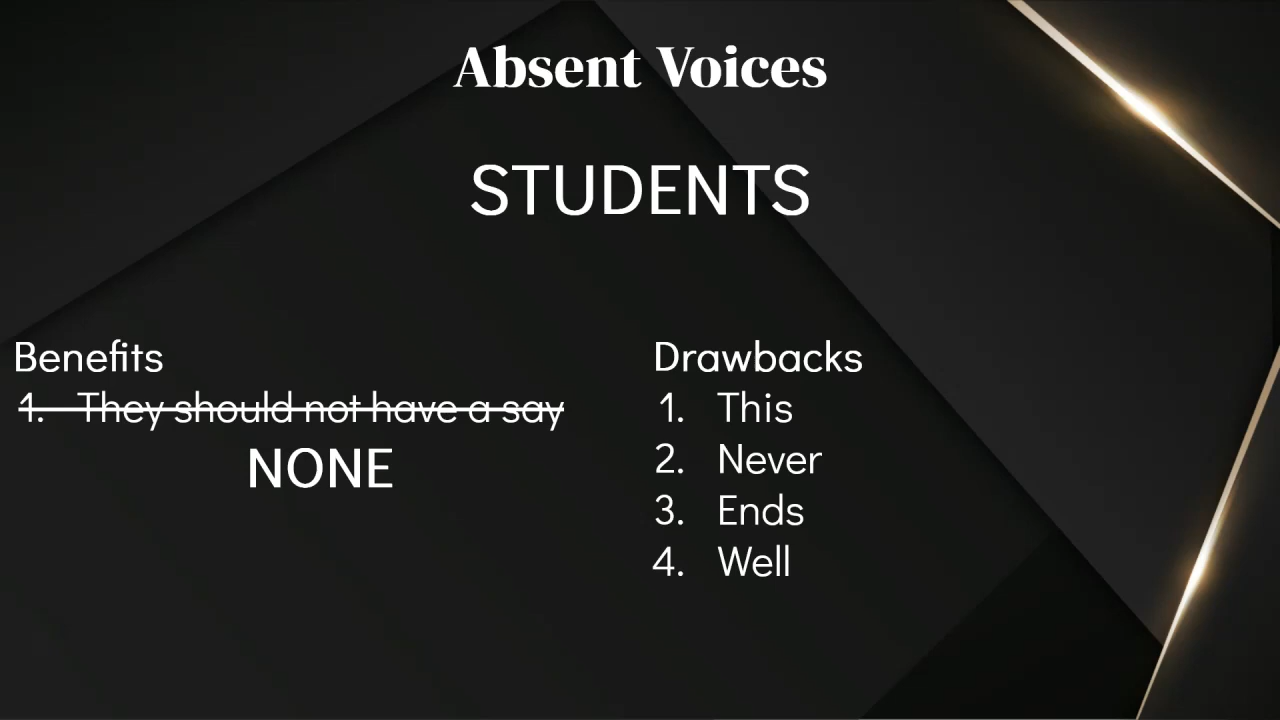 Absent Voices
STUDENTS
Benefits
1. They should not have a say
NONE
Drawbacks
1. This
2. Never
3. Ends
4. Well